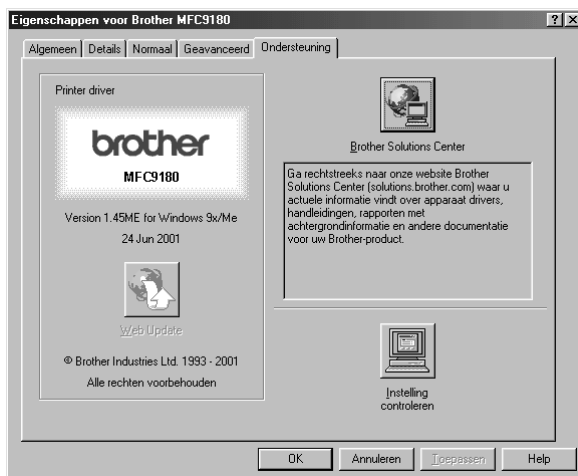 Eigenschappen voor Brother MFC9180
Algemeen
Details
Normaal
Geavanceerd
Ondersteuning
Printer driver
brother
MFC9180
Version 1.45ME for Windows 9x/Me
24 Jun 2001
Web Update
© Brother Industries Ltd. 1993 - 2001
Alle rechten voorbehouden
Brother Solutions Center
Ga rechtstreeks naar onze website Brother
Solutions Center (solutions.brother.com) waar u
actuele informatie vindt over apparaat drivers,
handleidingen, rapporten met
achtergrondinformatie en andere documentatie
voor uw Brother-product.
Instelling
controleren
OK
Annuleren
Toepassen
Help